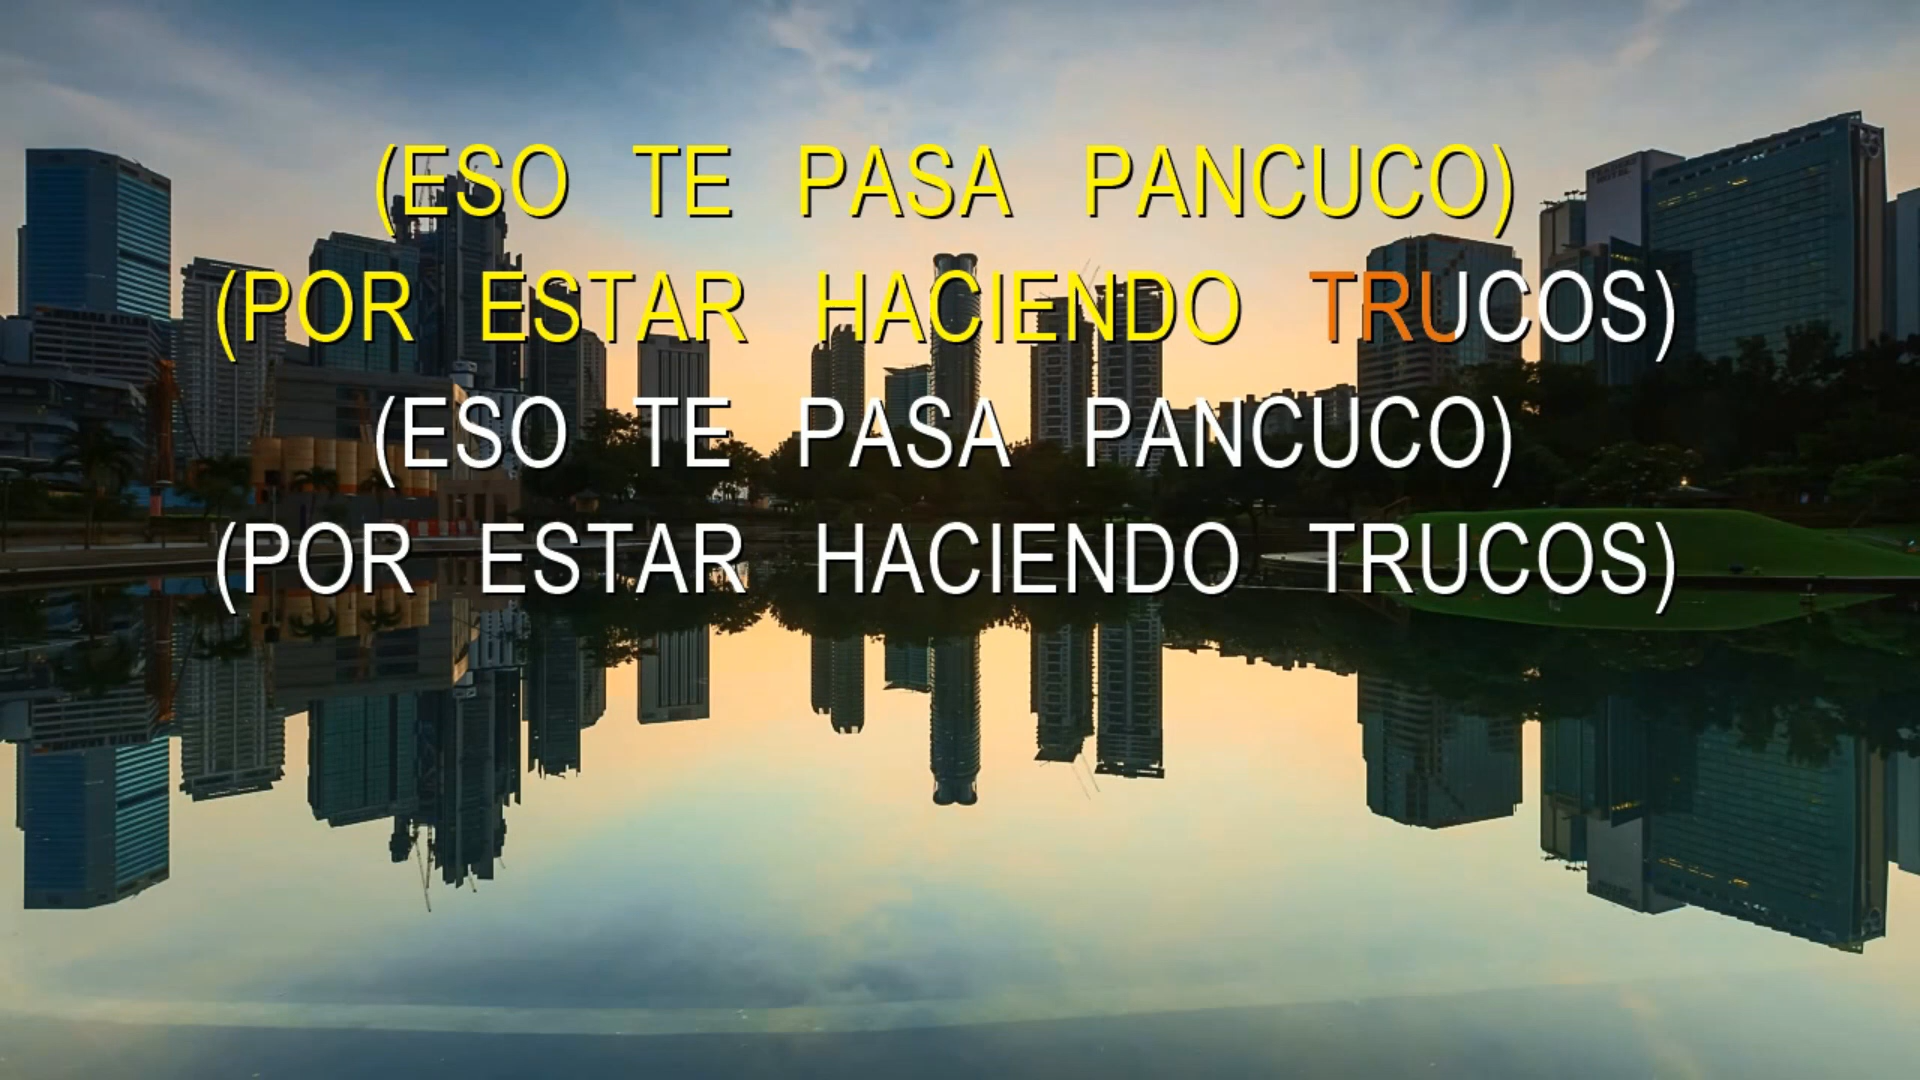 (ESO TE PASA PANCUCO)
(POR ESTAR HACIENDO TRUCOS)
(ESO TE PASA PANCUCO)
(POR ESTAR HACIENDO TRUCOS)